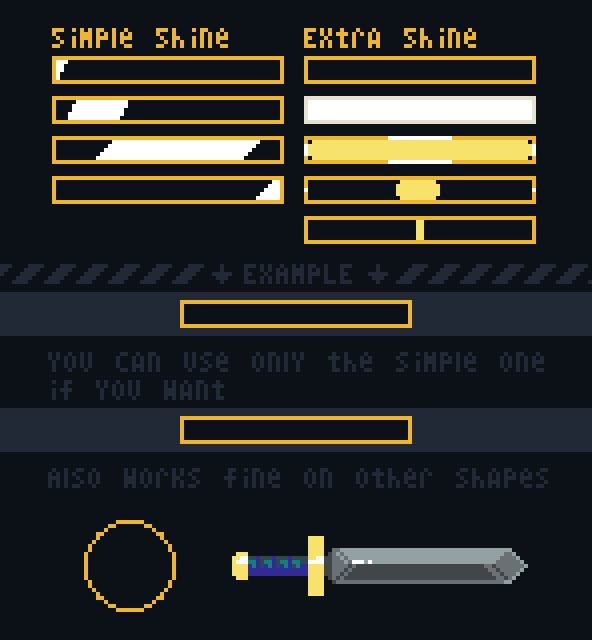 SiMPle Shine
ExtrA Shine
EXAMPLE
YOU CAN USe ONlY the SiMPle One
if YOU WAnt
AlSO WOrKS fine On Other ShAPeS